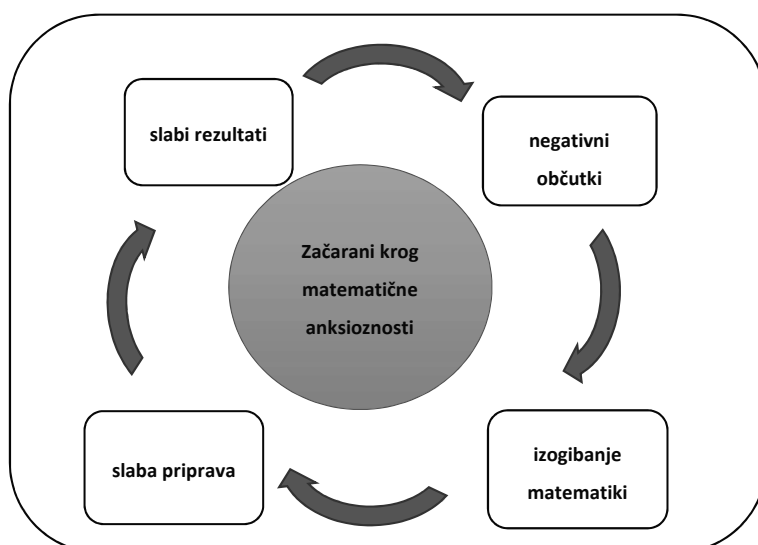 slabi rezultati
negativni
občutki
Začarani krog
matematične
anksioznosti
slaba priprava
izogibanje
matematiki